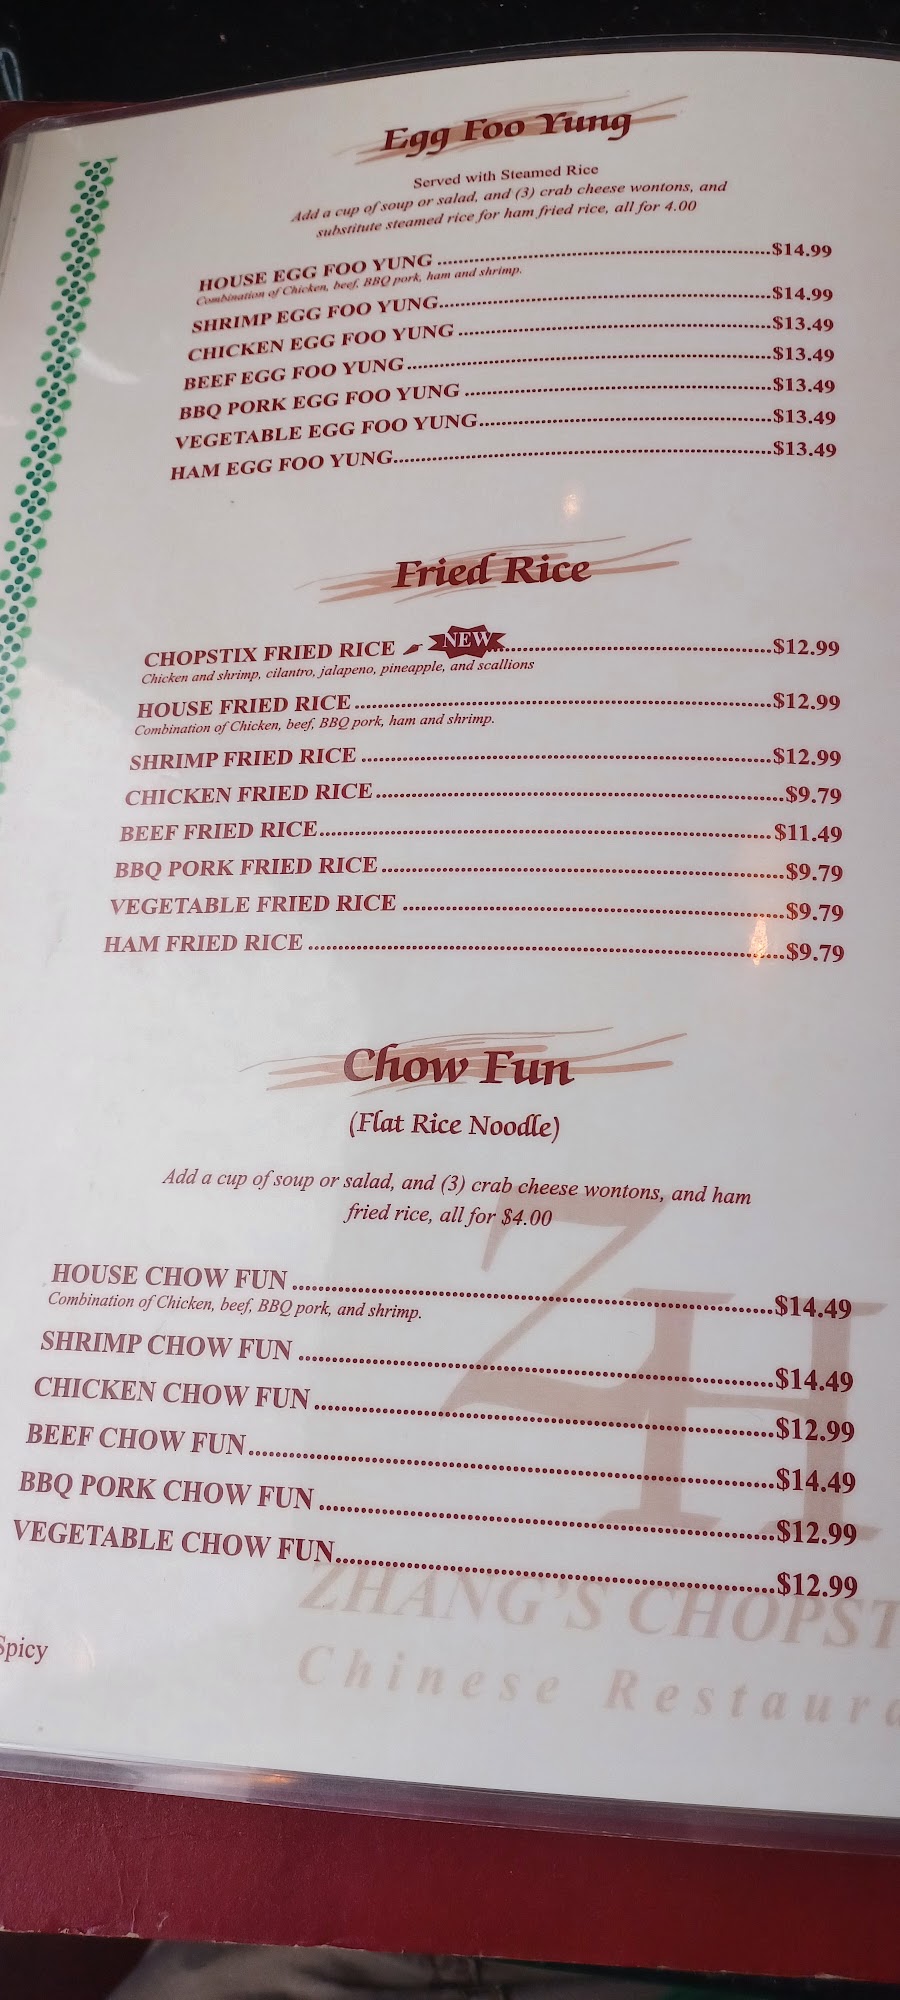 Egg Foo Yung
Served with Steamed Rice
Add a cup of soup or salad, and (3) crab cheese wontons, and
substitute steamed rice for ham fried rice, all for 4.00
HOUSE EGG FOO YUNG ....................$14.99
Combination of Chicken, beef, BBQ pork, ham and shrimp.
SHRIMP EGG FOO YUNG....................$14.99
CHICKEN EGG FOO YUNG ....................$13.49
BEEF EGG FOO YUNG....................$13.49
BBQ PORK EGG FOO YUNG ....................$13.49
VEGETABLE EGG FOO YUNG....................$13.49
HAM EGG FOO YUNG....................$13.49
Fried Rice
CHOPSTIX FRIED RICE NEW....................$12.99
Chicken and shrimp, cilantro, jalapeno, pineapple, and scallions
HOUSE FRIED RICE ....................$12.99
Combination of Chicken, beef, BBQ pork, ham and shrimp.
SHRIMP FRIED RICE ....................$12.99
CHICKEN FRIED RICE....................$9.79
BEEF FRIED RICE.................... $11.49
BBQ PORK FRIED RICE....................$9.79
VEGETABLE FRIED RICE ....................$9.79
HAM FRIED RICE ....................$9.79
Chow Fun
(Flat Rice Noodle)
Add a cup of soup or salad, and (3) crab cheese wontons, and ham
fried rice, all for $4.00
HOUSE CHOW FUN ....................$14.49
Combination of Chicken, beef, BBQ pork, and shrimp.
SHRIMP CHOW FUN ....................$14.49
CHICKEN CHOW FUN ....................$12.99
BEEF CHOW FUN....................$14.49
BBQ PORK CHOW FUN ....................$12.99
VEGETABLE CHOW FUN....................$12.99
ZH
ZHANG'S CHOPST
Chinese Restaura
Spicy